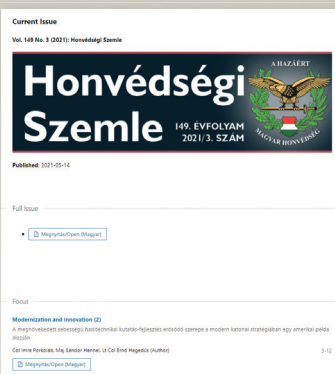 Current Issue
Vol. 149 No. 3 (2021): Honvédségi Szemle
Honvédségi
Szemle
149. ÉVFOLYAM
2021/3. SZÁM
A HAZÁÉRT
MAGYAR HONVÉDSÉG
Published: 2021-05-14
Full Issue
Megnyitás/Open (Magyar)
Focus
Modernization and Innovation (2)
A megnövekedett sebességű haditechnikai kutatás-fejlesztés erősödő szerepe a modern katonai stratégiában egy amerikai példa
alapján
Col Imre Porkoláb, Maj Sándor Hennel, Lt Col Ernő Hegedűs (Author)
3-12
Megnyitás/Open (Magyar)